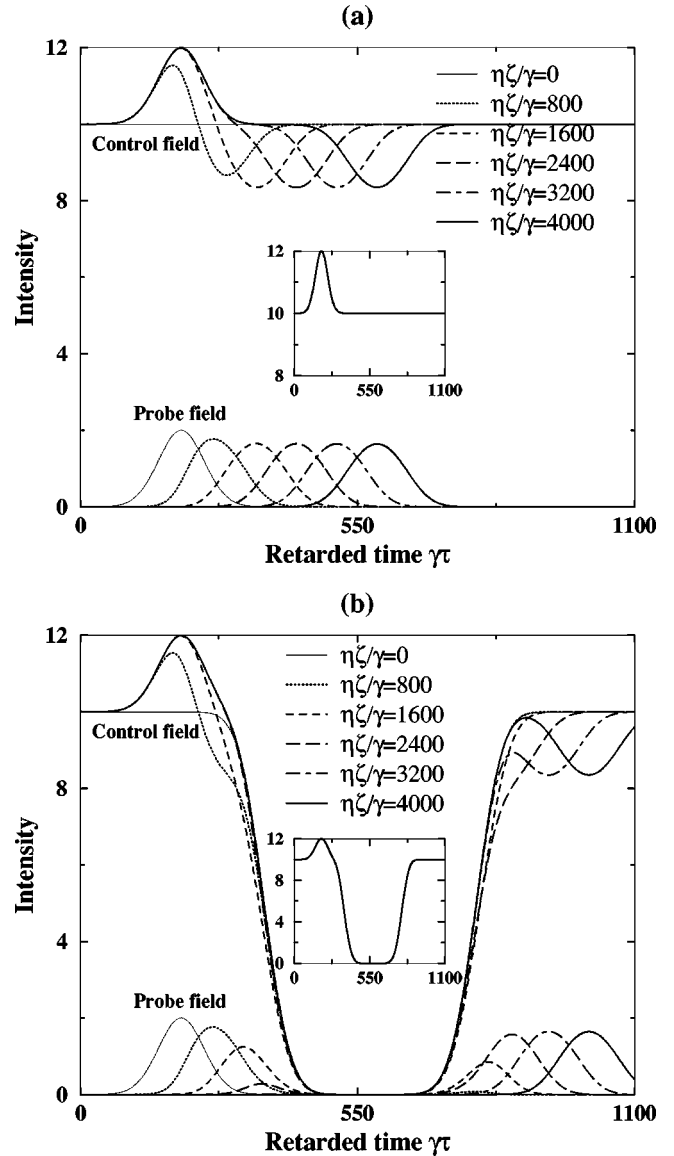 (a)
12
8
4
0
Intensity
ηζ/γ=0
ηζ/γ=800
ηζ/γ=1600
ηζ/γ=2400
ηζ/γ=3200
ηζ/γ=4000
Control field
12
11
10
9
8
0 550 1100
Probe field
0 550 1100
Retarded time γτ
(b)
12
8
4
0
Intensity
ηζ/γ=0
ηζ/γ=800
ηζ/γ=1600
ηζ/γ=2400
ηζ/γ=3200
ηζ/γ=4000
Control field
12
8
4
0
0 550 1100
Probe field
0 550 1100
Retarded time γτ